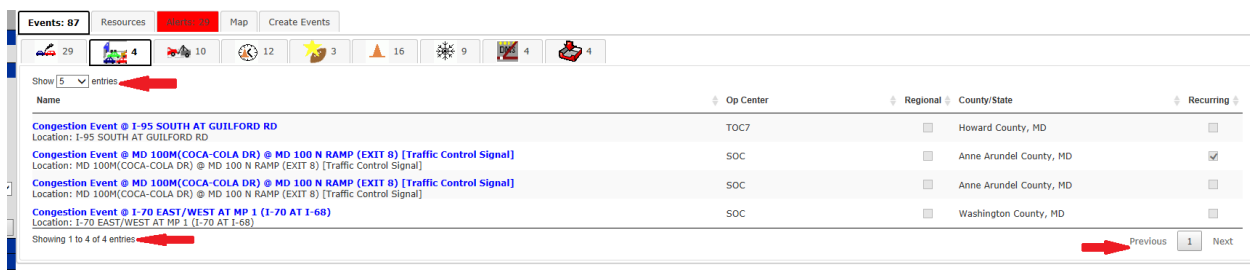 Events: 87 Resources Alerts: 20 Map Create Events
29 4 10 12 3 16 9 DMS 4 4
Show 5 entries
Name Op Center Regional County/State Recurring
Congestion Event @ I-95 SOUTH AT GUILFORD RD TOC7 Howard County, MD
Location: I-95 SOUTH AT GUILFORD RD
Congestion Event @ MD 100M(COCA-COLA DR) @ MD 100 N RAMP (EXIT 8) [Traffic Control Signal] SOC Anne Arundel County, MD
Location: MD 100M(COCA-COLA DR) @ MD 100 N RAMP (EXIT 8) [Traffic Control Signal]
Congestion Event @ MD 100M(COCA-COLA DR) @ MD 100 N RAMP (EXIT 8) [Traffic Control Signal] SOC Anne Arundel County, MD
Location: MD 100M(COCA-COLA DR) @ MD 100 N RAMP (EXIT 8) [Traffic Control Signal]
Congestion Event @ I-70 EAST/WEST AT MP 1 (I-70 AT I-68) SOC Washington County, MD
Location: I-70 EAST/WEST AT MP 1 (I-70 AT I-68)
Showing 1 to 4 of 4 entries Previous 1 Next